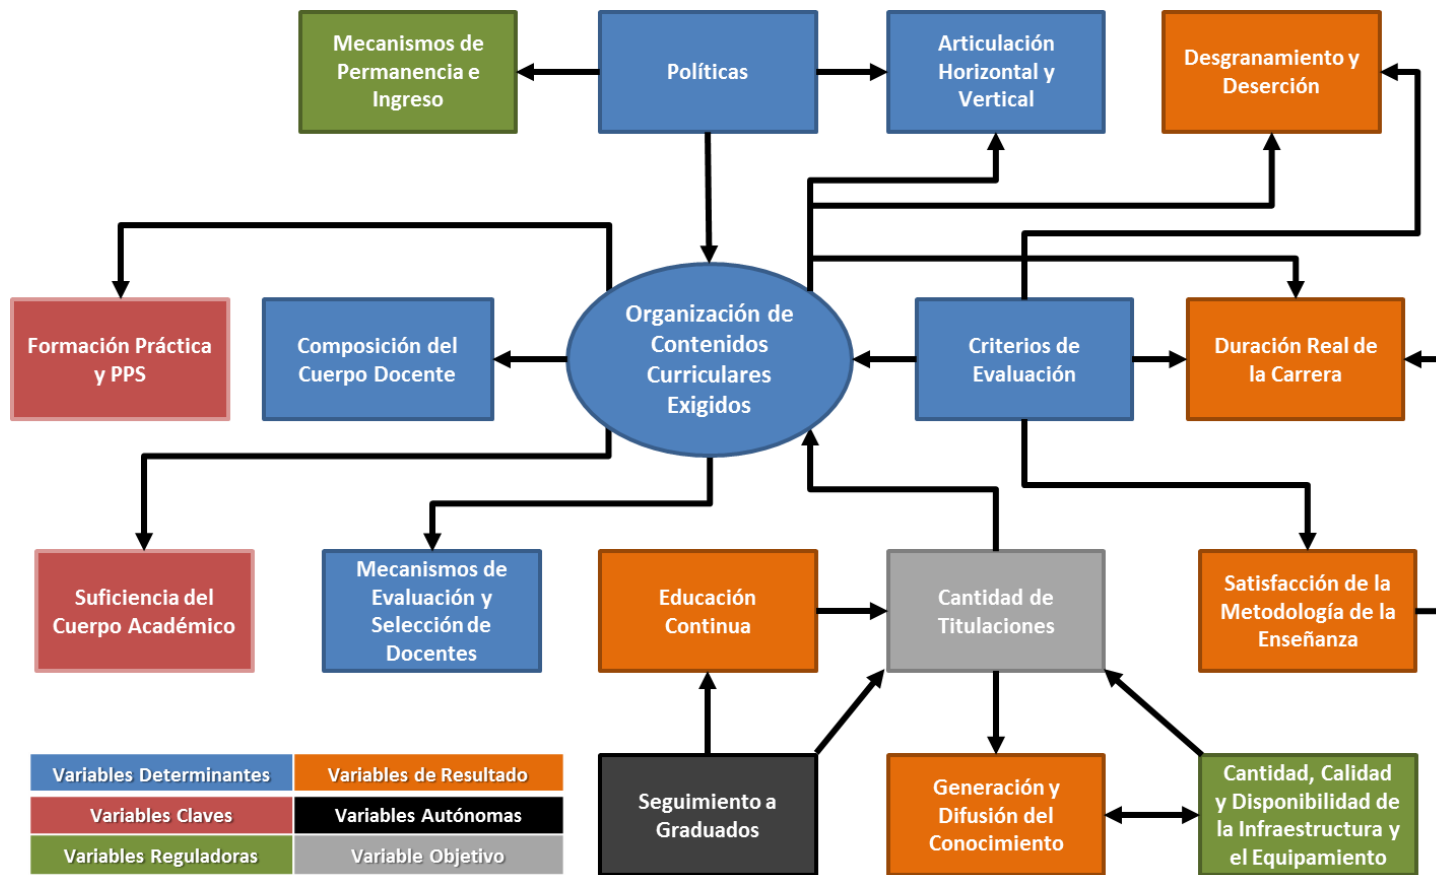 Mecanismos de
Permanencia e
Ingreso
Políticas
Articulación
Horizontal y
Vertical
Desgranamiento y
Deserción
Formación Práctica
y PPS
Composición del
Cuerpo Docente
Organización de
Contenidos
Curriculares
Exigidos
Criterios de
Evaluación
Duración Real de
la Carrera
Suficiencia del
Cuerpo Académico
Mecanismos de
Evaluación y
Selección de
Docentes
Educación
Continua
Cantidad de
Titulaciones
Satisfacción de la
Metodología de la
Enseñanza
Variables Determinantes
Variables de Resultado
Variables Claves
Variables Autónomas
Variables Reguladoras
Variable Objetivo
Seguimiento a
Graduados
Generación y
Difusión del
Conocimiento
Cantidad, Calidad
y Disponibilidad de
la Infraestructura y
el Equipamiento